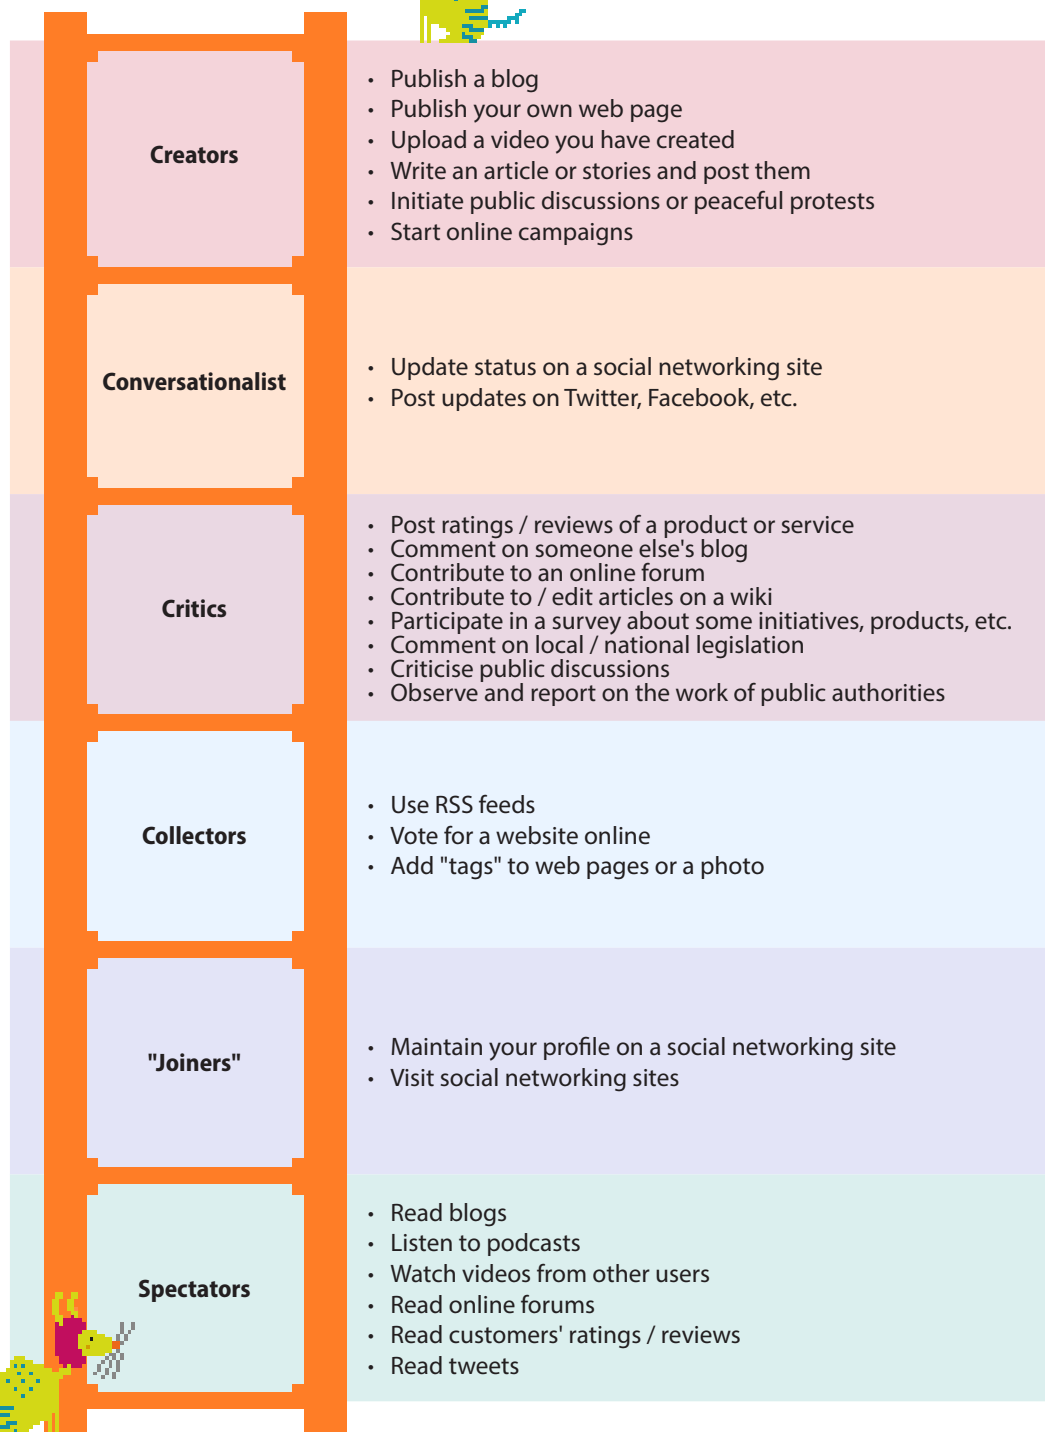 Creators
• Publish a blog
• Publish your own web page
• Upload a video you have created
• Write an article or stories and post them
• Initiate public discussions or peaceful protests
• Start online campaigns
Conversationalist
• Update status on a social networking site
• Post updates on Twitter, Facebook, etc.
Critics
• Post ratings / reviews of a product or service
• Comment on someone else's blog
• Contribute to an online forum
• Contribute to / edit articles on a wiki
• Participate in a survey about some initiatives, products, etc.
• Comment on local / national legislation
• Criticise public discussions
• Observe and report on the work of public authorities
Collectors
• Use RSS feeds
• Vote for a website online
• Add "tags" to web pages or a photo
"Joiners"
• Maintain your profile on a social networking site
• Visit social networking sites
Spectators
• Read blogs
• Listen to podcasts
• Watch videos from other users
• Read online forums
• Read customers' ratings / reviews
• Read tweets